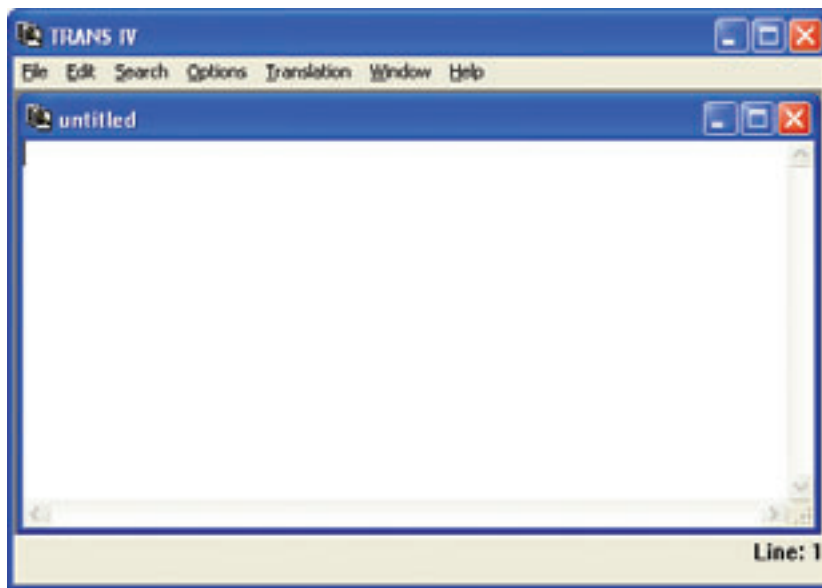 TRANS IV
File Edit Search Options Translation Window Help
untitled
Line: 1